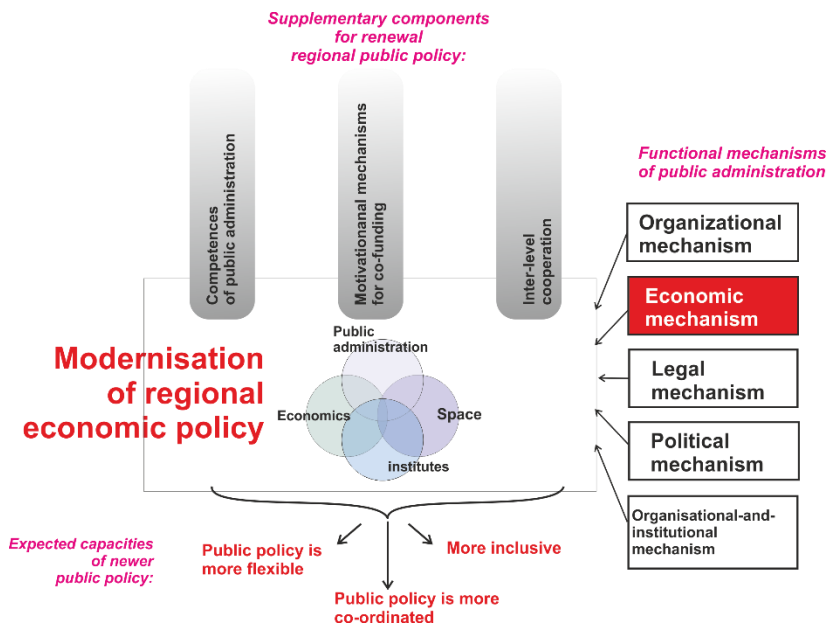 Supplementary components
for renewal
regional public policy:
Competences
of public administration
Motivationanal mechanisms
for co-funding
Inter-level
cooperation
Functional mechanisms
of public administration
Organizational
mechanism
Economic
mechanism
Legal
mechanism
Political
mechanism
Organisational-and-
institutional
mechanism
Modernisation
of regional
economic policy
Public
administration
Economics
Space
institutes
Expected capacities
of newer
public policy:
Public policy is
more flexible
More inclusive
Public policy is more
co-ordinated